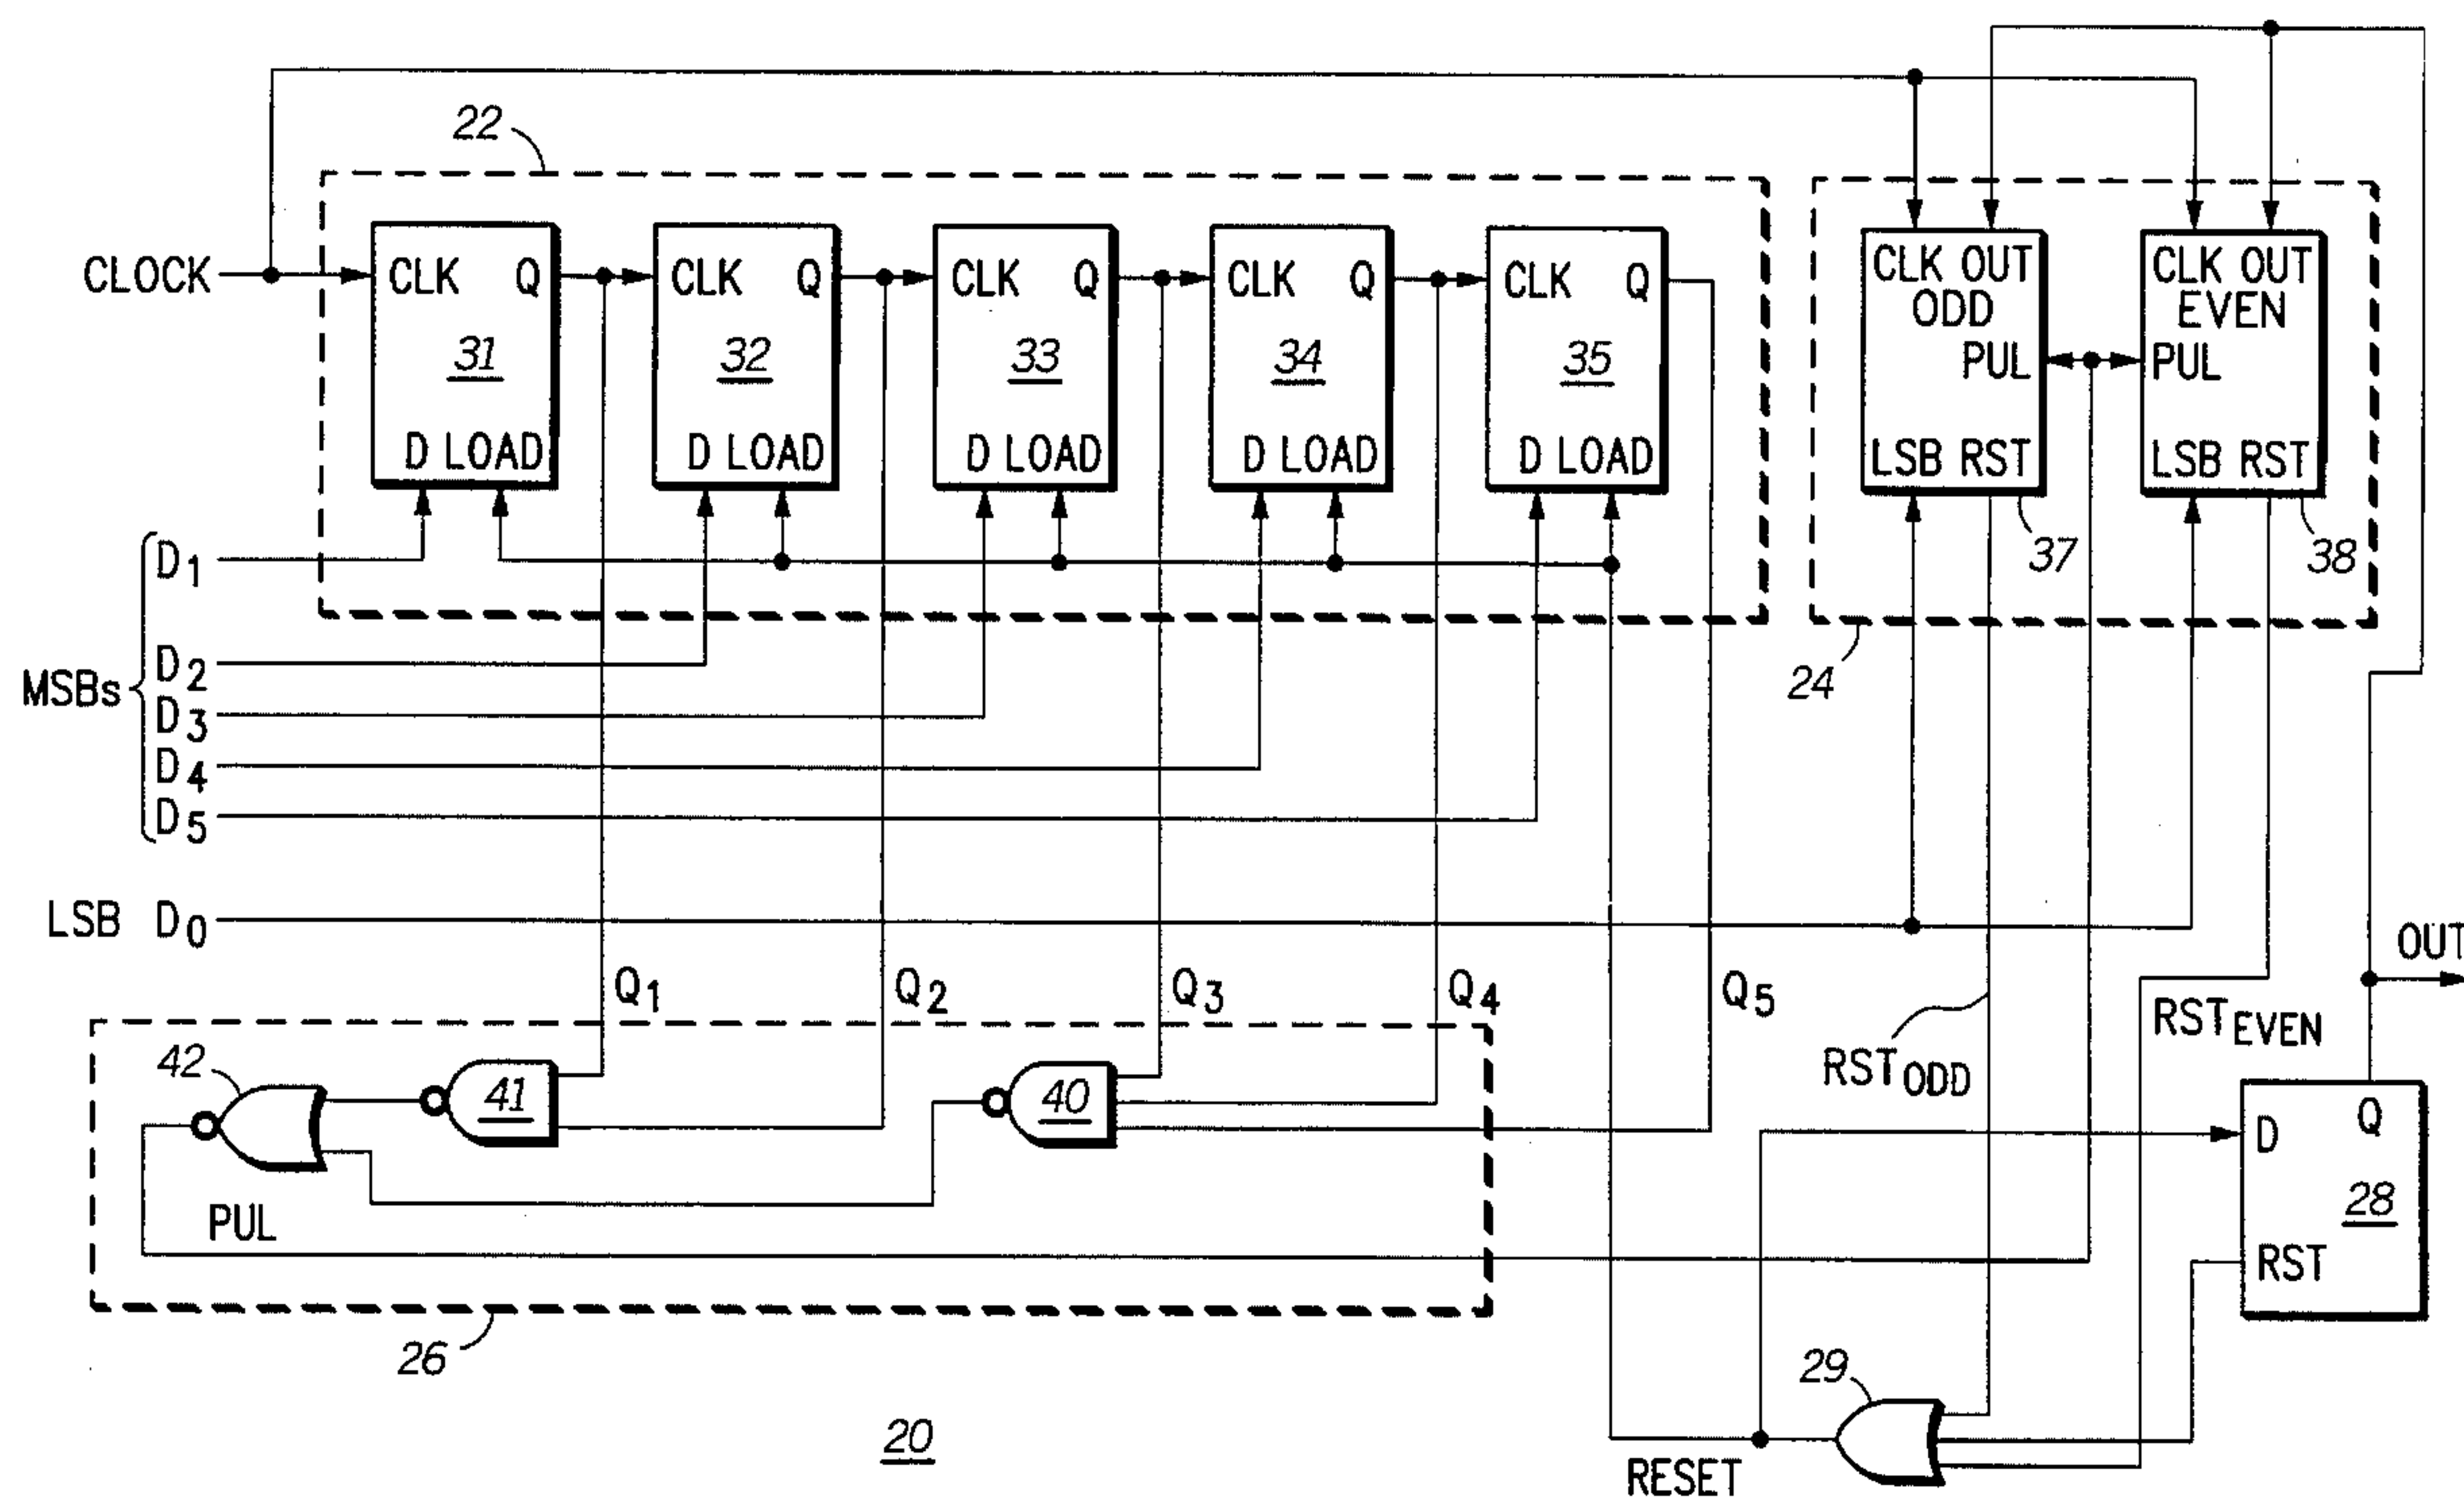 22
CLOCK
CLK Q
31
D LOAD
CLK Q
32
D LOAD
CLK Q
33
D LOAD
CLK Q
34
D LOAD
CLK Q
35
D LOAD
CLK OUT
ODD
PUL
LSB RST
37
CLK OUT
EVEN
PUL
LSB RST
38
24
MSBs
D1
D2
D3
D4
D5
LSB D0
Q1
Q2
Q3
Q4
Q5
RSTODD
RSTEVEN
OUT
42
41
40
PUL
26
D
Q
28
RST
29
RESET
20